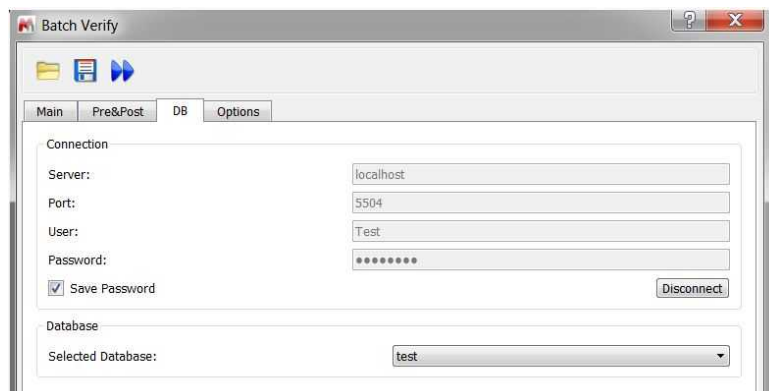 Batch Verify
Main Pre&Post DB Options
Connection
Server: localhost
Port: 5504
User: Test
Password: ●●●●●●●●
Save Password Disconnect
Database
Selected Database: test